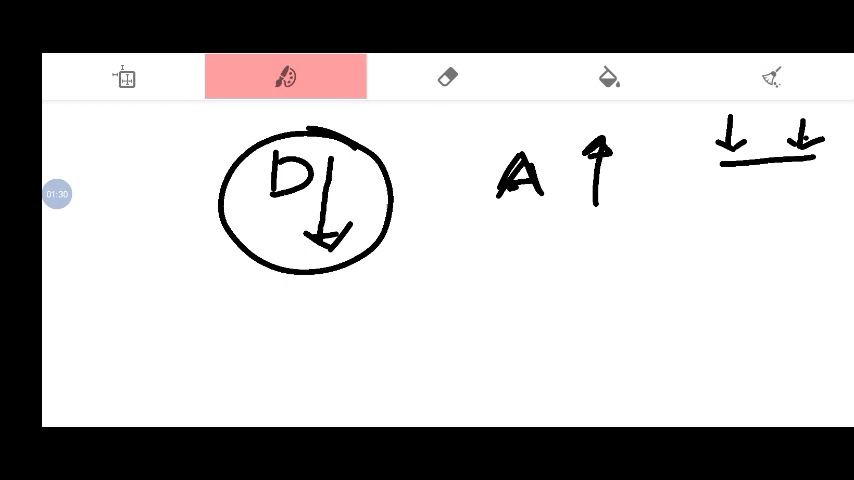 D ↓ A ↑ ↓ ↓
01:30